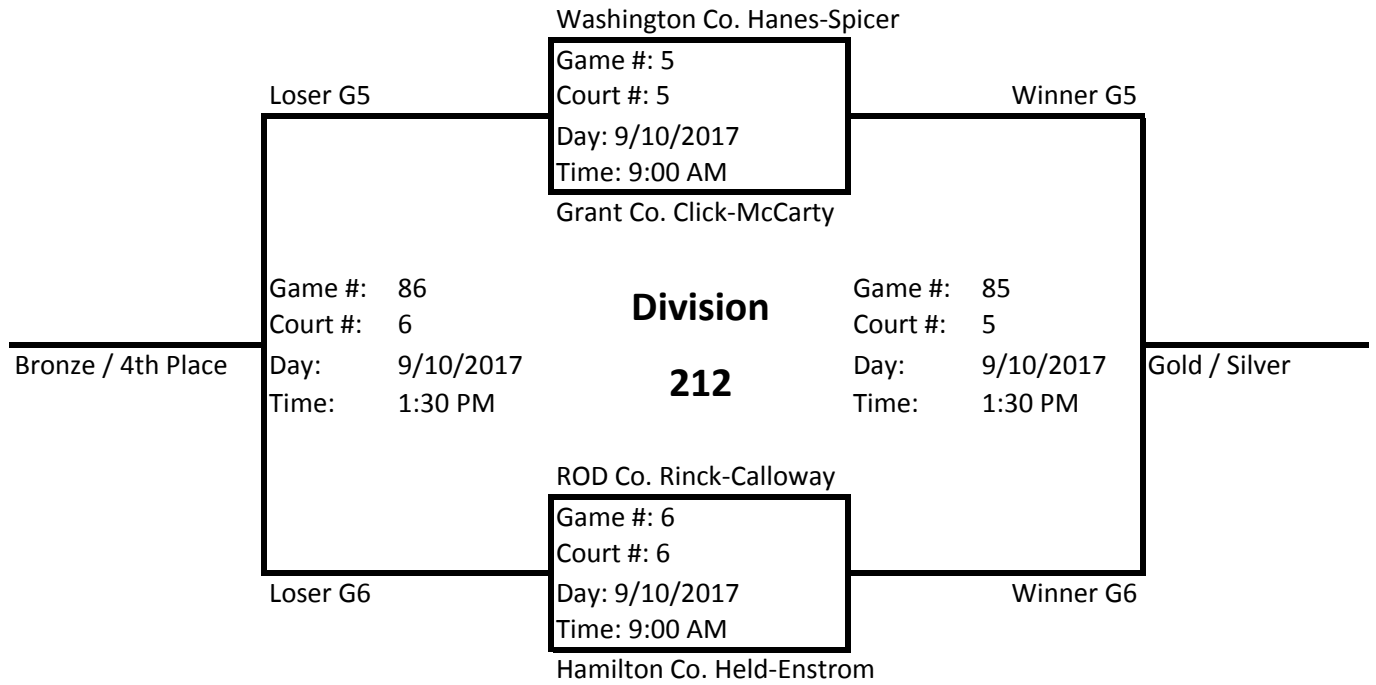 Washington Co. Hanes-Spicer
Game #: 5
Loser G5 Court #: 5 Winner G5
Day: 9/10/2017
Time: 9:00 AM
Grant Co. Click-McCarty
Game #: 86 Game #: 85
Division
Court #: 6 Court #: 5
Bronze / 4th Place Day: 9/10/2017 Day: 9/10/2017 Gold / Silver
212
Time: 1:30 PM Time: 1:30 PM
ROD Co. Rinck-Calloway
Game #: 6
Court #: 6
Loser G6 Day: 9/10/2017 Winner G6
Time: 9:00 AM
Hamilton Co. Held-Enstrom